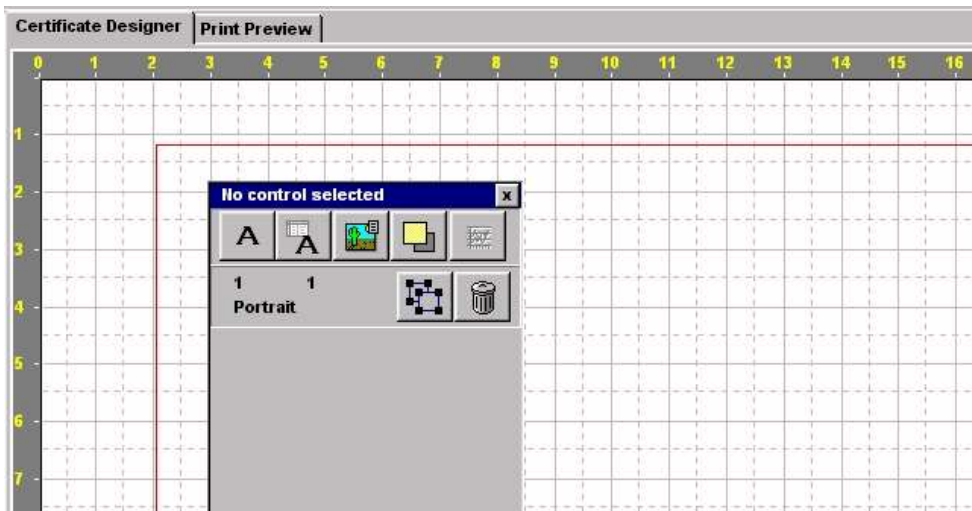 Certificate Designer Print Preview
0 1 2 3 4 5 6 7 8 9 10 11 12 13 14 15 16
1
2
No control selected x
A A
3
1 1
Portrait
4
5
6
7